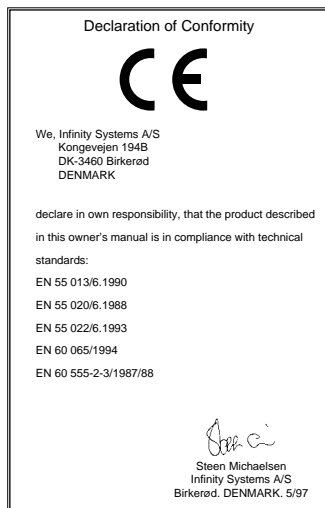 Declaration of Conformity
CE
We, Infinity Systems A/S
Kongevejen 194B
DK-3460 Birkerød
DENMARK
declare in own responsibility, that the product described
in this owner's manual is in compliance with technical
standards:
EN 55 013/6.1990
EN 55 020/6.1988
EN 55 022/6.1993
EN 60 065/1994
EN 60 555-2-3/1987/88
Steen Michaelsen
Infinity Systems A/S
Birkerød. DENMARK. 5/97